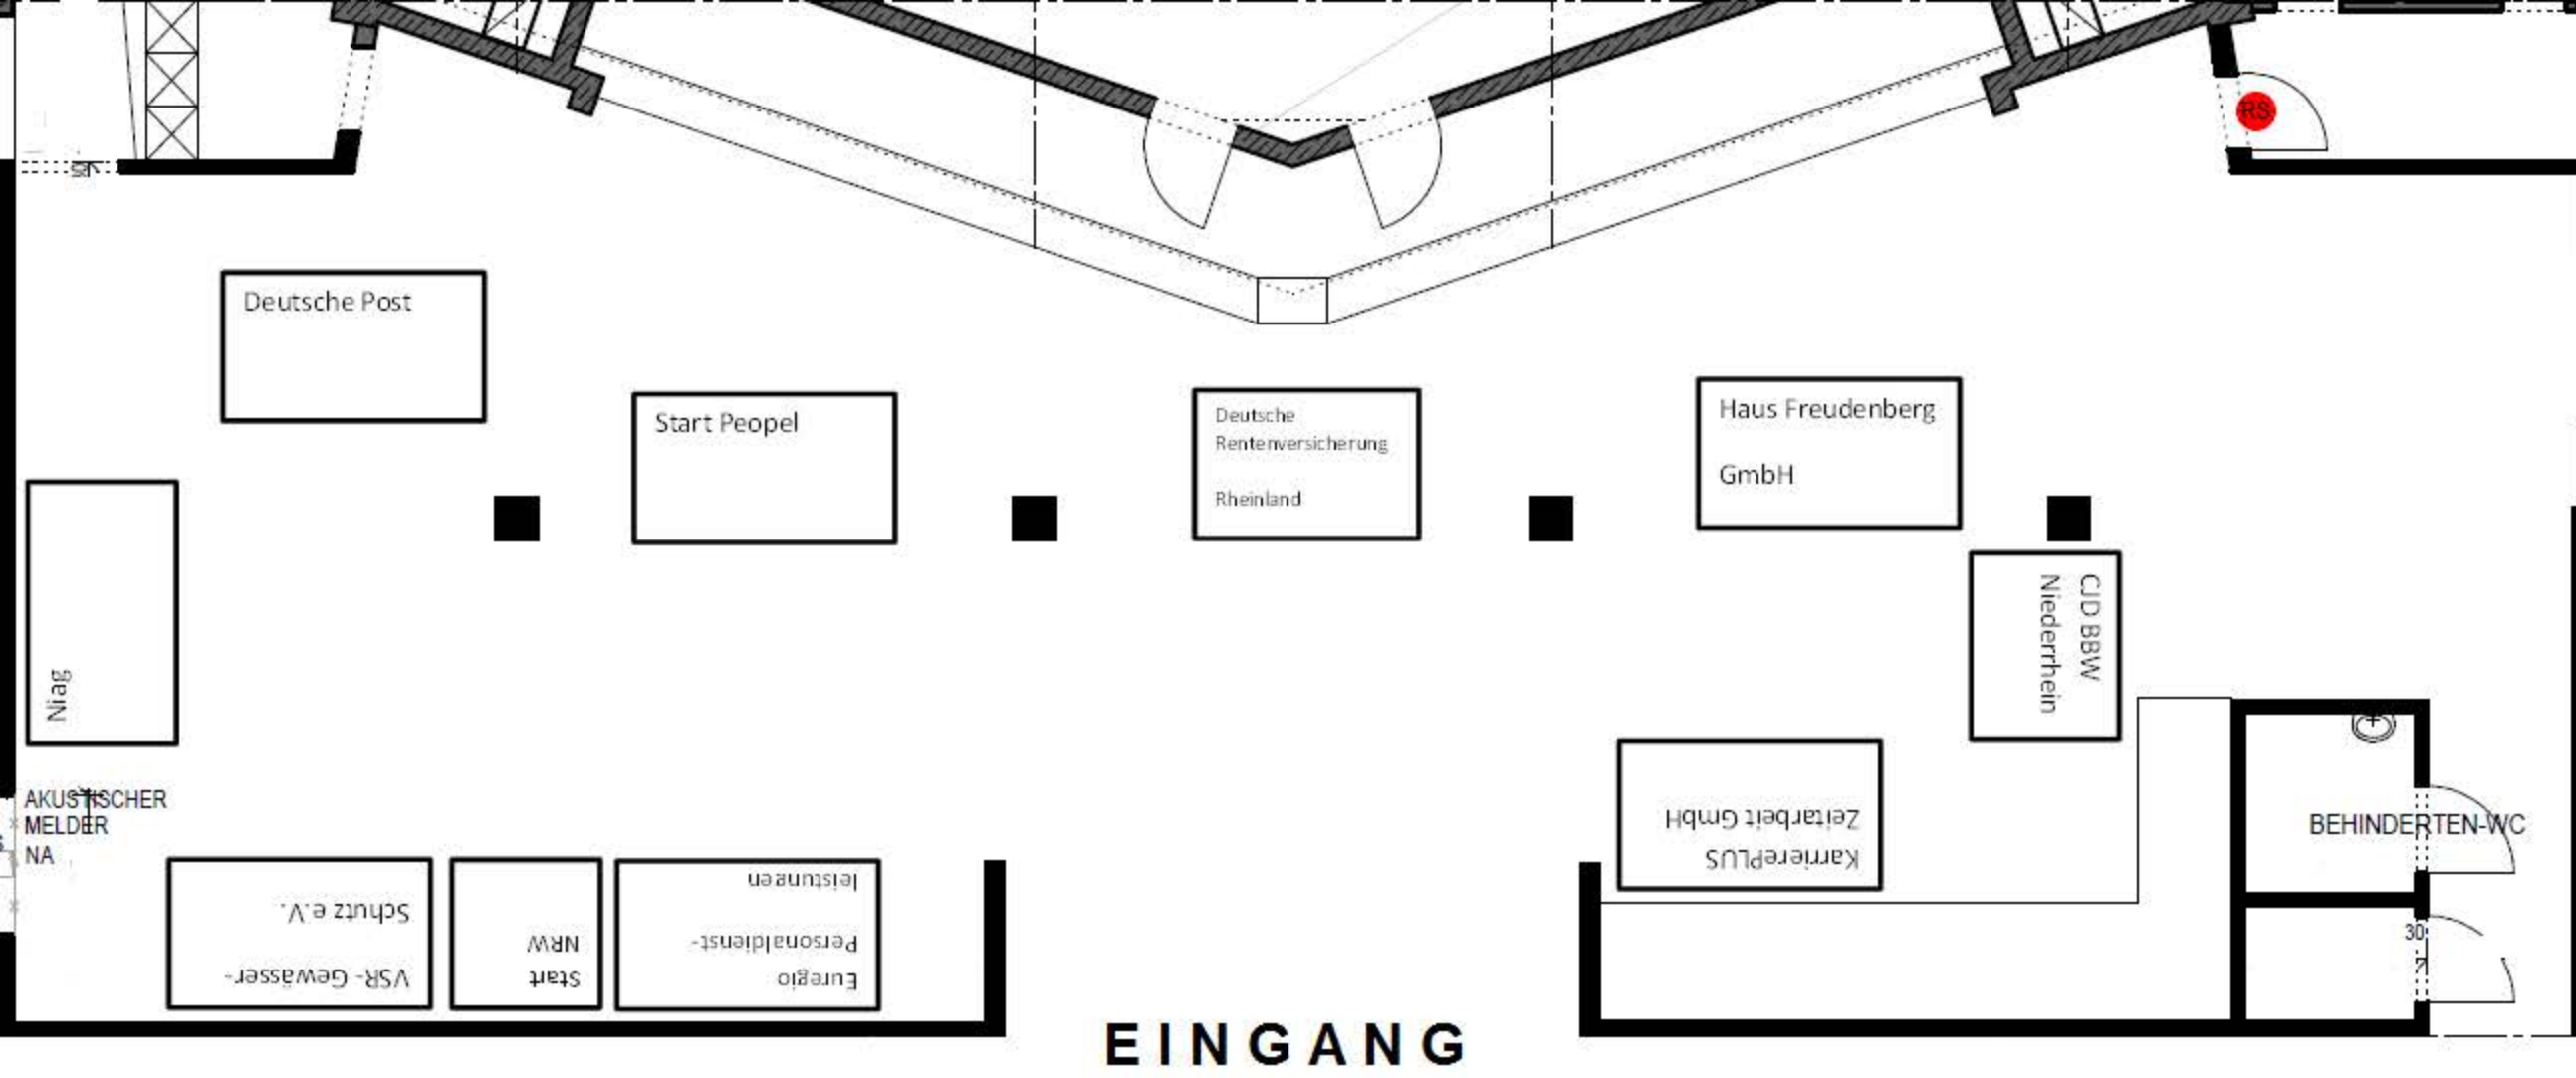 RS
Deutsche Post
Start Peopel
Deutsche
Rentenversicherung
Rheinland
Haus Freudenberg
GmbH
Niag
CJD BBW
Niederrhein
AKUSTISCHER
MELDER
NA
KarrierePLUS
Zeitarbeit GmbH
BEHINDERTEN-WC
VSR- Gewässer-
Schutz e.V.
Start
NRW
Euregio
Personaldienst-
leistungen
30
EINGANG